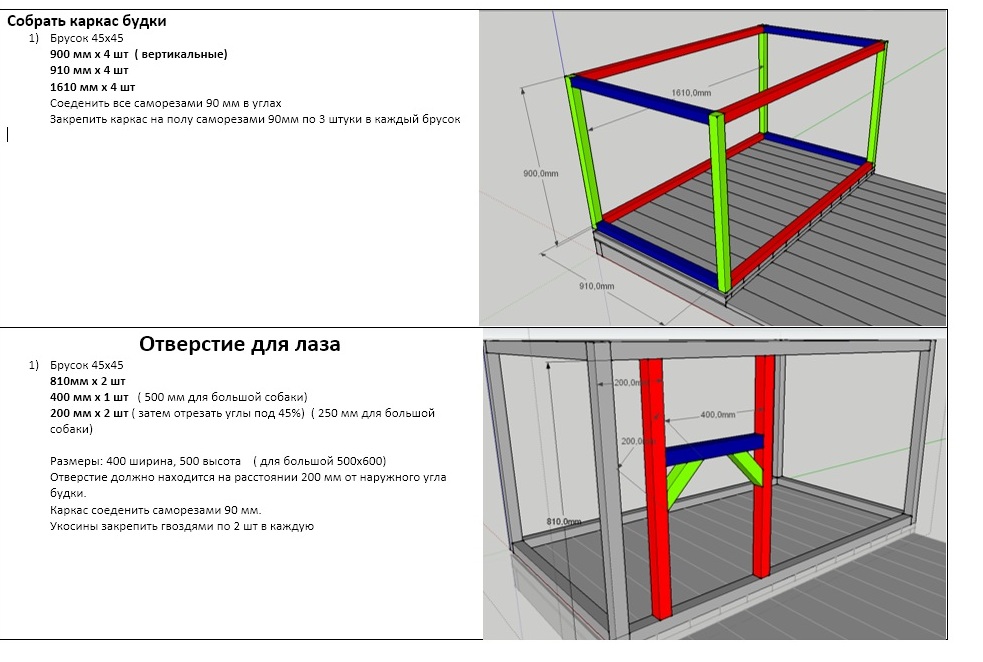 Собрать каркас будки
1) Брусок 45х45
900 мм х 4 шт ( вертикальные)
910 мм х 4 шт
1610 мм х 4 шт
Соеденить все саморезами 90 мм в углах
Закрепить каркас на полу саморезами 90мм по 3 штуки в каждый брусок
1610,0mm
900,0mm
910,0mm
Отверстие для лаза
1) Брусок 45х45
810мм х 2 шт
400 мм х 1 шт ( 500 мм для большой собаки)
200 мм х 2 шт ( затем отрезать углы под 45%) ( 250 мм для большой
собаки)
Размеры: 400 ширина, 500 высота ( для большой 500х600)
Отверстие должно находится на расстоянии 200 мм от наружного угла
будки.
Каркас соеденить саморезами 90 мм.
Укосины закрепить гвоздями по 2 шт в каждую
200,0m
400,0mm
200,0
810,0mm